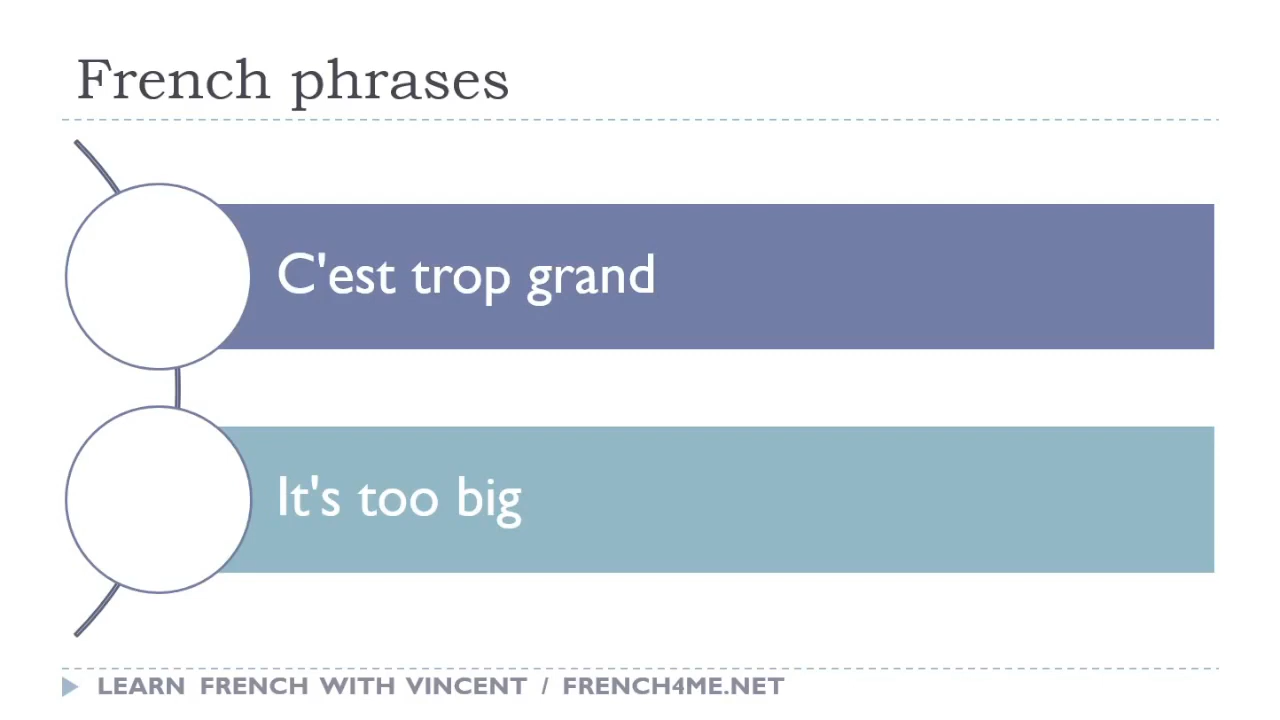 French phrases
C'est trop grand
It's too big
LEARN FRENCH WITH VINCENT / FRENCH4ME.NET